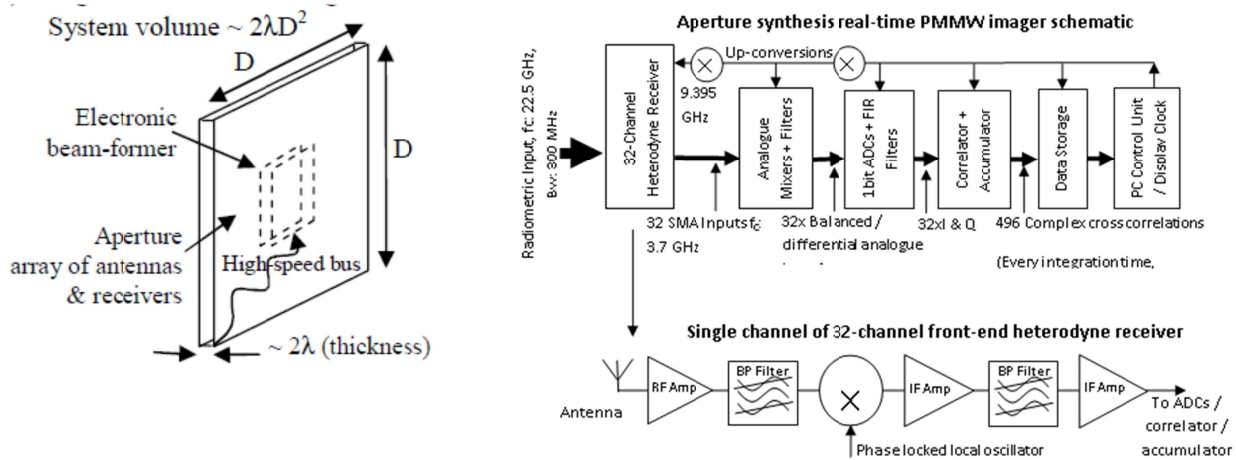 System volume ~ 2λD²
D
Electronic
beam-former
D
Aperture
array of antennas
& receivers
High-speed bus
~ 2λ (thickness)
Aperture synthesis real-time PMMW imager schematic
Radiometric Input, fc: 22.5 GHz,
BW: 300 MHz
32-Channel
Heterodyne Receiver
Up-conversions
9.395
GHz
Analogue
Mixers + Filters
1bit ADCs + FIR
Filters
Correlator +
Accumulator
Data Storage
PC Control Unit
/ Display Clock
32 SMA Inputs fc
3.7 GHz
32x Balanced /
differential analogue
32xI & Q
496 Complex cross correlations
(Every integration time,
Single channel of 32-channel front-end heterodyne receiver
Antenna
RF Amp
BP Filter
IF Amp
BP Filter
IF Amp
Phase locked local oscillator
To ADCs /
correlator /
accumulator